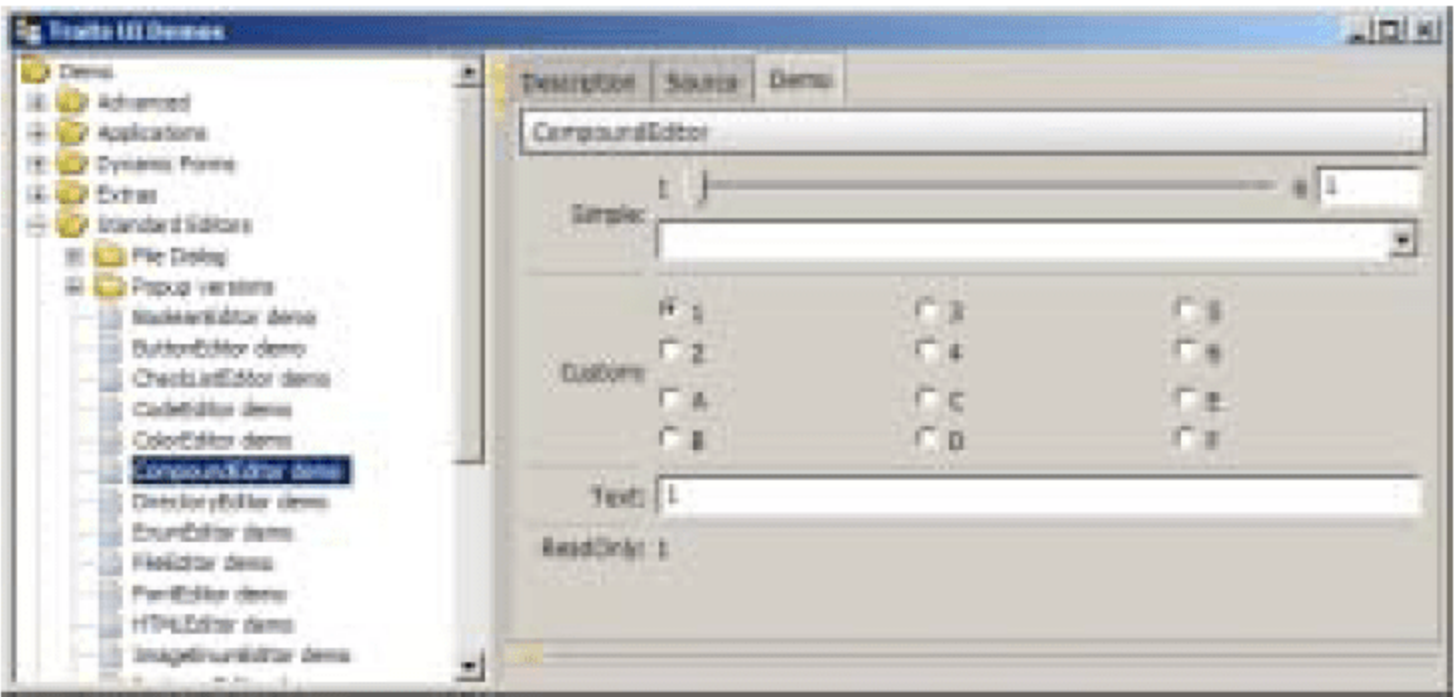 Traits UI Demos
Demo
Advanced
Applications
Dynamic Forms
Extras
Standard Editors
File Dialog
Popup versions
BooleanEditor demo
ButtonEditor demo
CheckListEditor demo
CodeEditor demo
ColorEditor demo
CompoundEditor demo
DirectoryEditor demo
EnumEditor demo
FileEditor demo
FontEditor demo
HTMLEditor demo
ImageEnumEditor demo
Description Source Demo
CompoundEditor
Simple: 1 6 1
Custom:
1 3 5
2 4 6
A C E
B D F
Text: 1
ReadOnly: 1